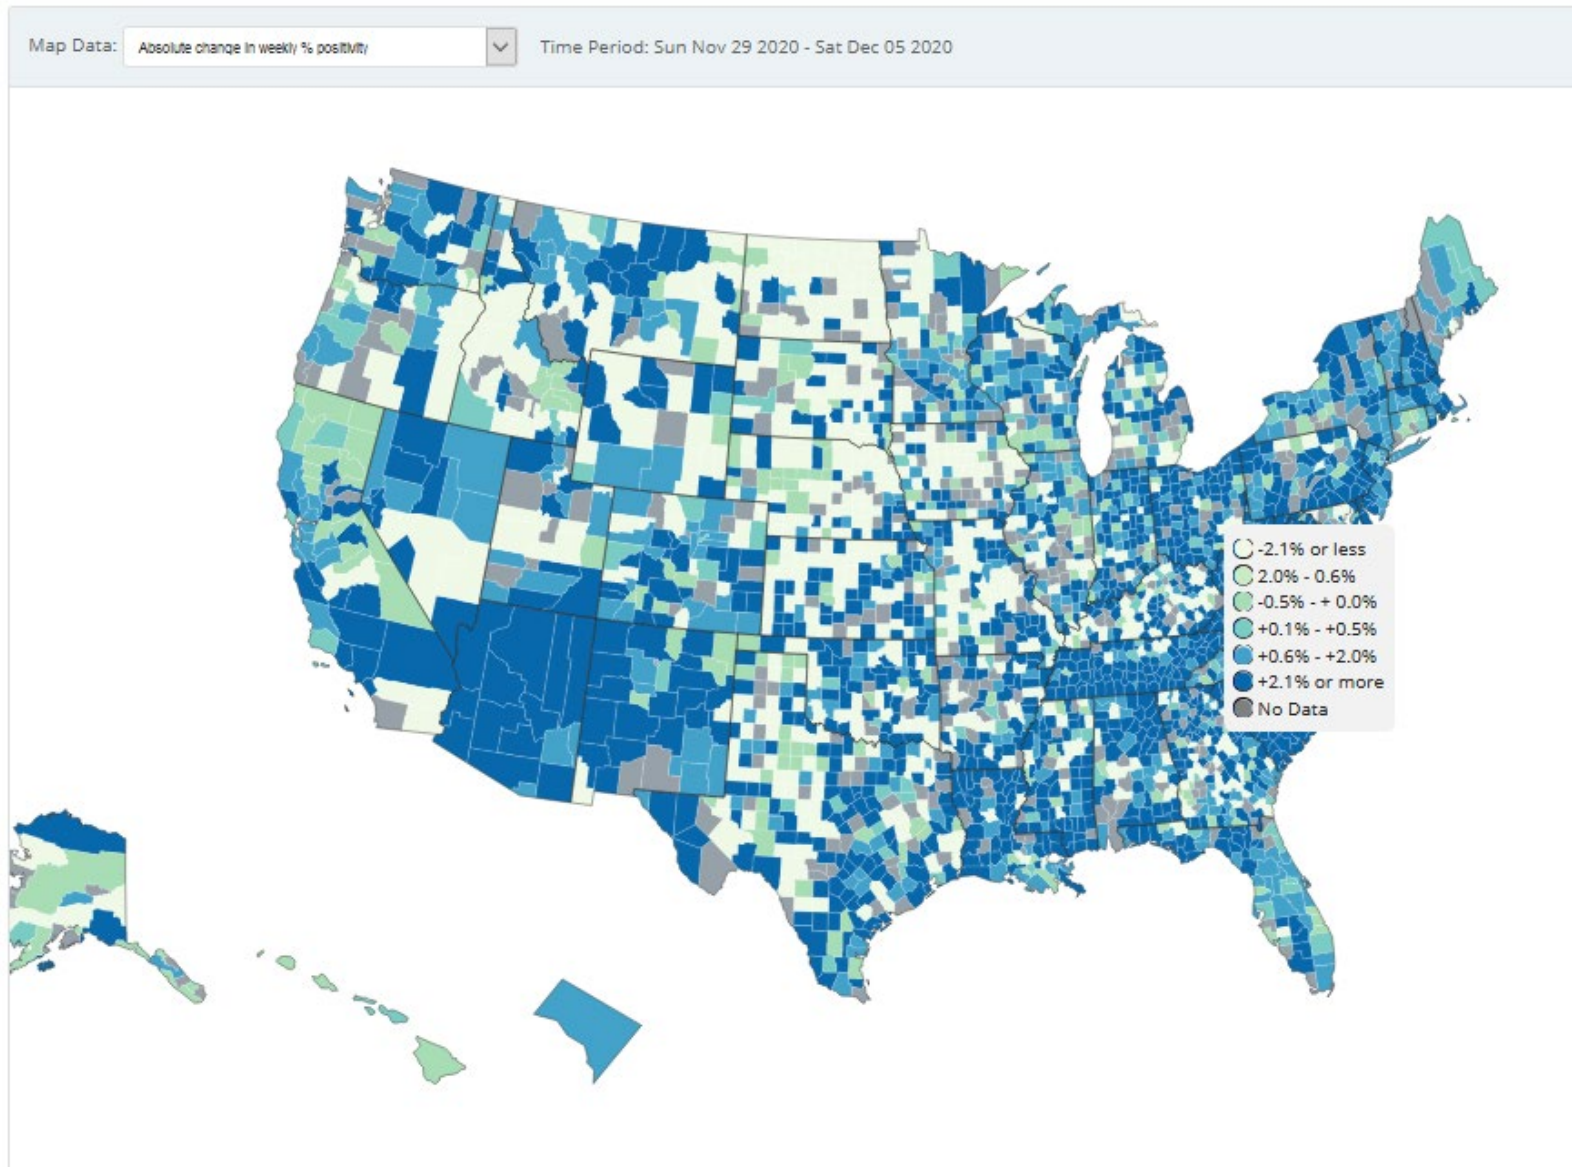 Map Data: Absolute change in weekly % positivity Time Period: Sun Nov 29 2020 - Sat Dec 05 2020
-2.1% or less
2.0% - 0.6%
-0.5% - + 0.0%
+0.1% - +0.5%
+0.6% - +2.0%
+2.1% or more
No Data